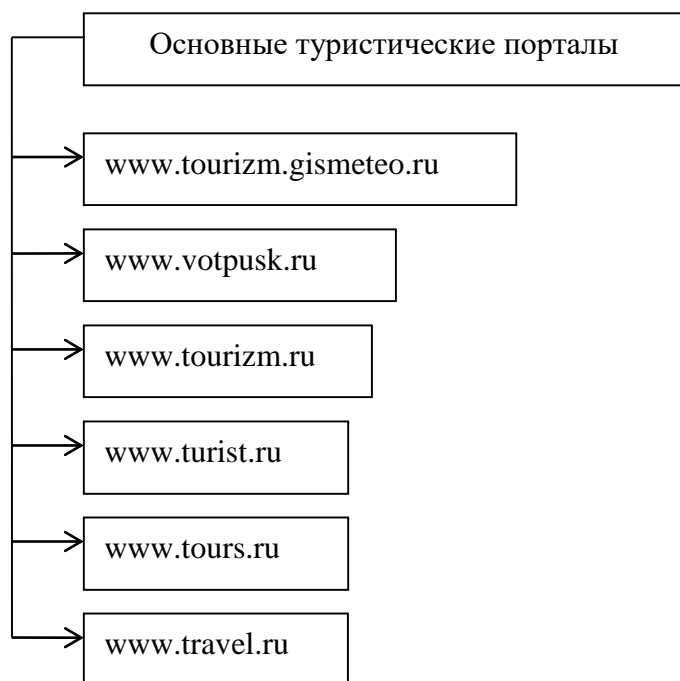 Основные туристические порталы
www.tourizm.gismeteo.ru
www.votpusk.ru
www.tourizm.ru
www.turist.ru
www.tours.ru
www.travel.ru